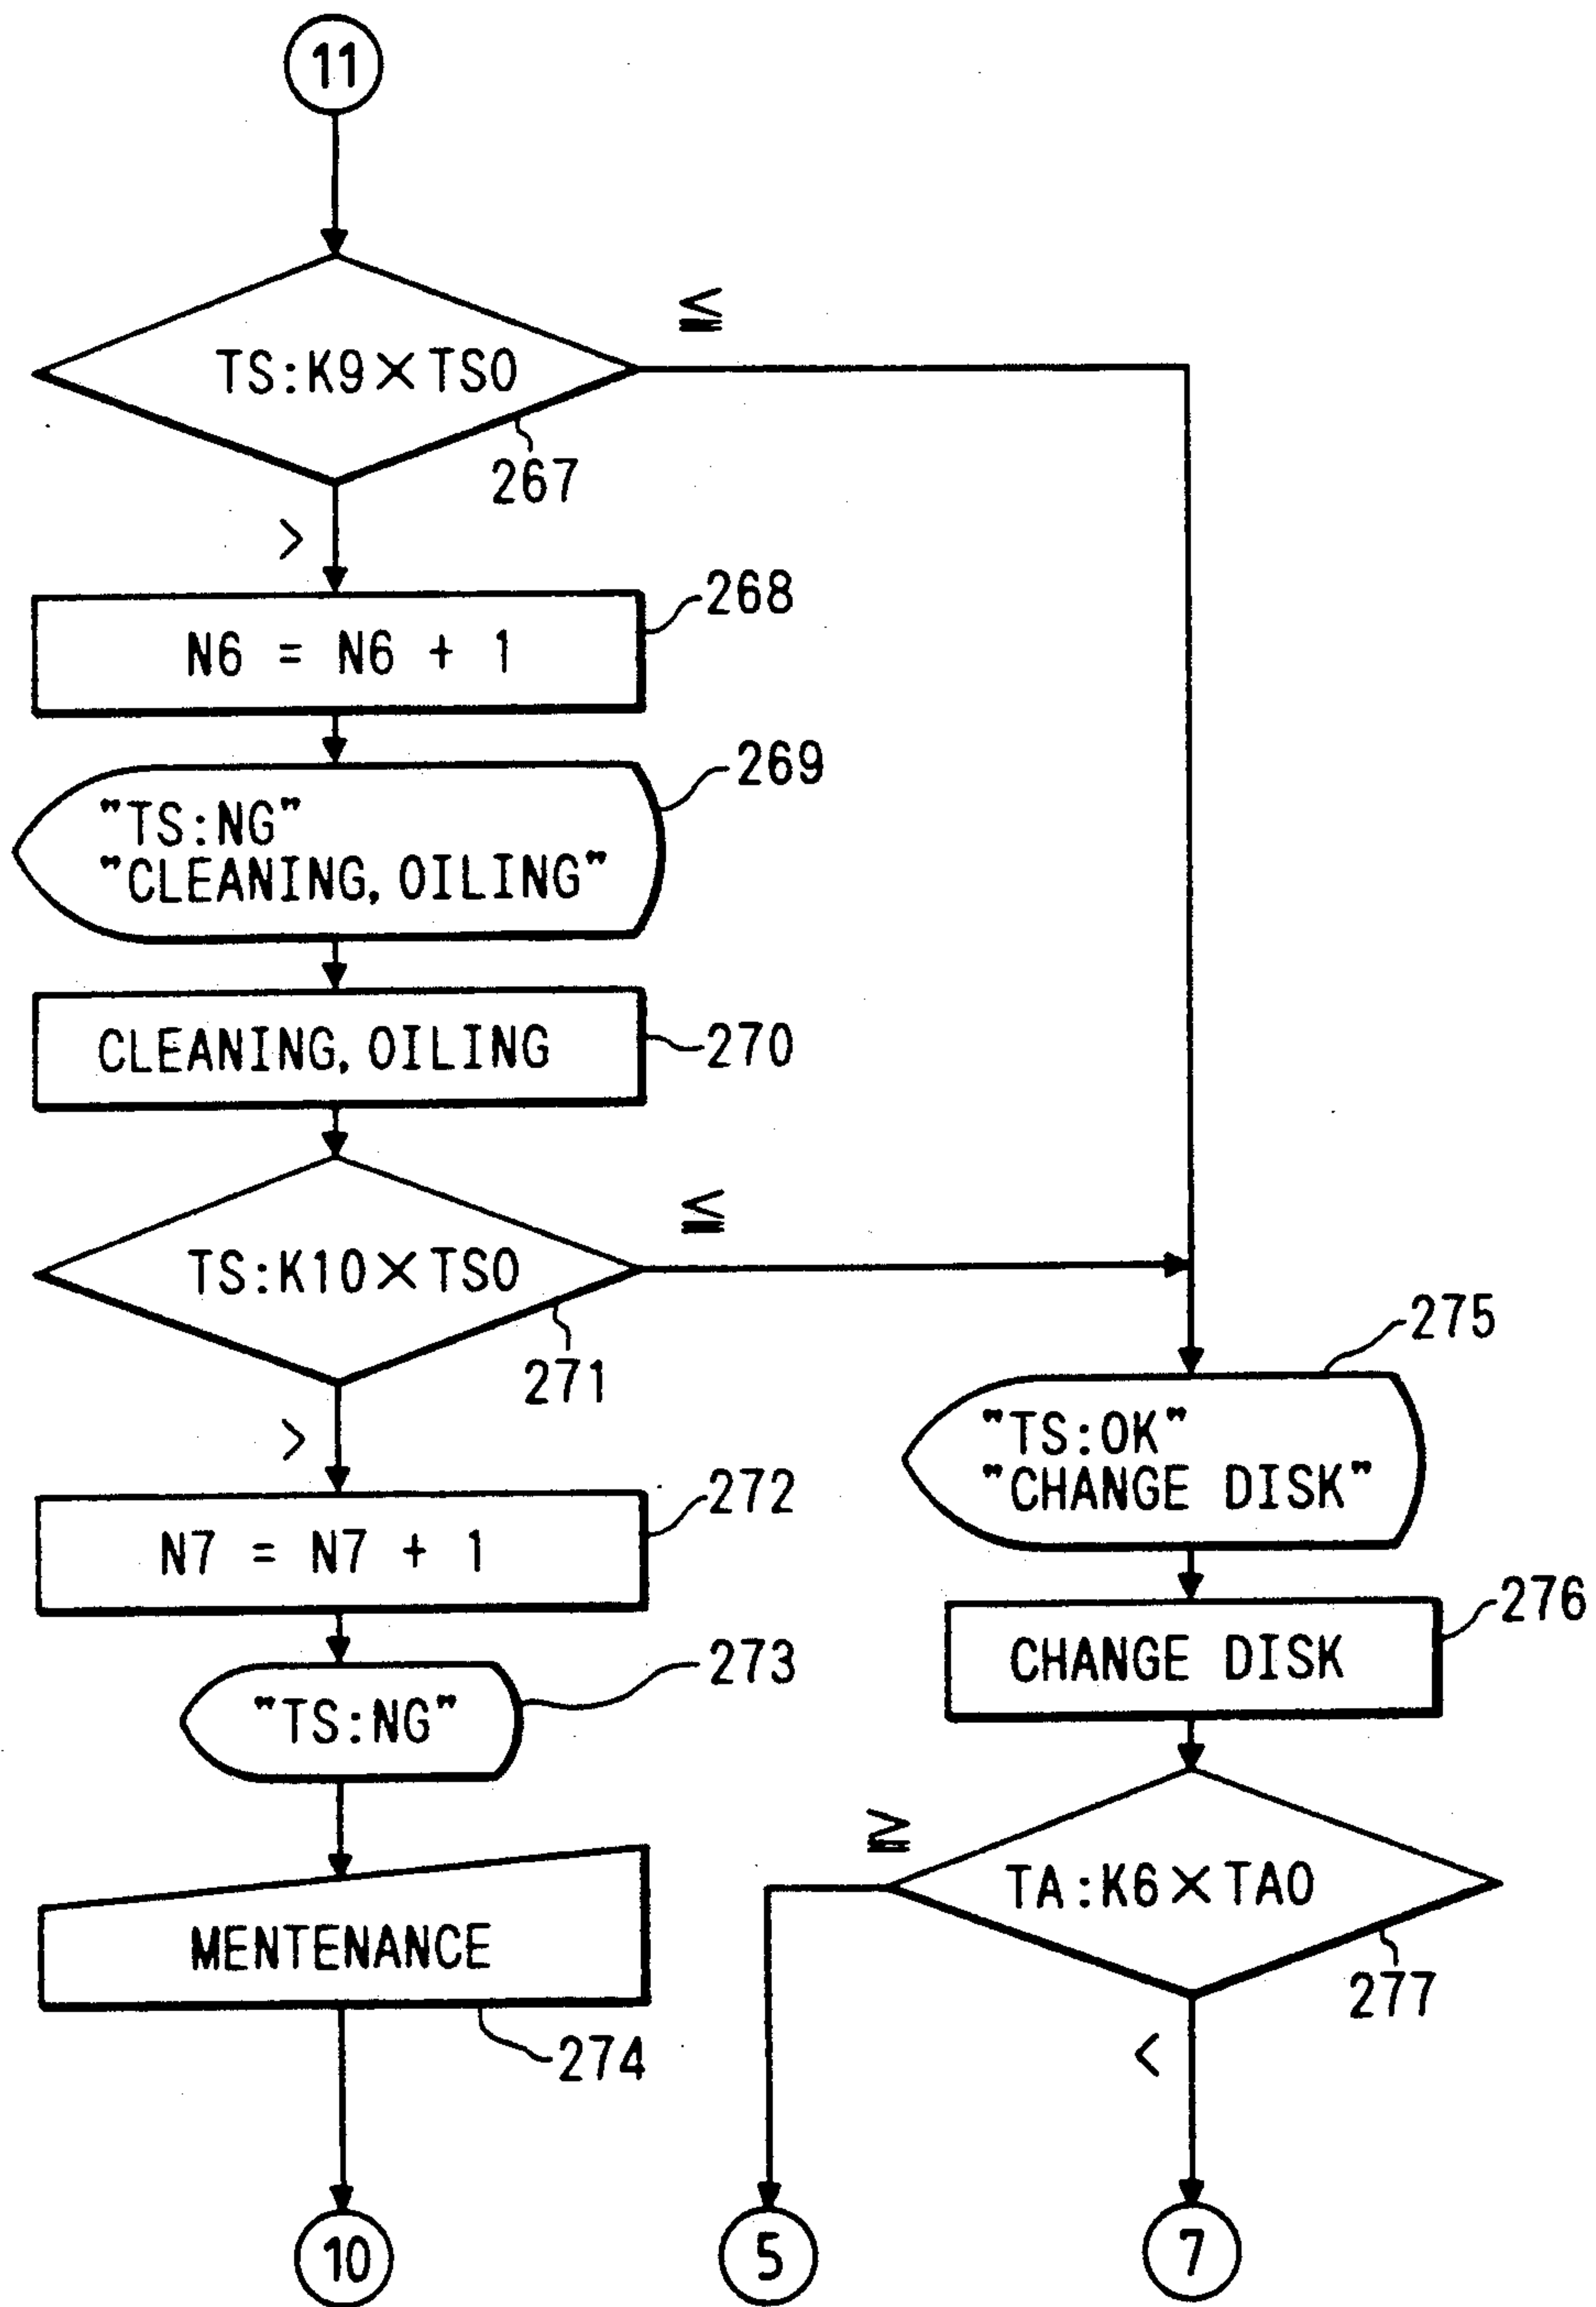 11
TS:K9×TS0
≦
267
>
268
N6 = N6 + 1
269
"TS:NG"
"CLEANING, OILING"
CLEANING, OILING
270
TS:K10×TS0
≦
271
>
272
N7 = N7 + 1
273
"TS:NG"
MENTENANCE
274
10
275
"TS:OK"
"CHANGE DISK"
276
CHANGE DISK
≧
TA:K6×TA0
277
<
5
7